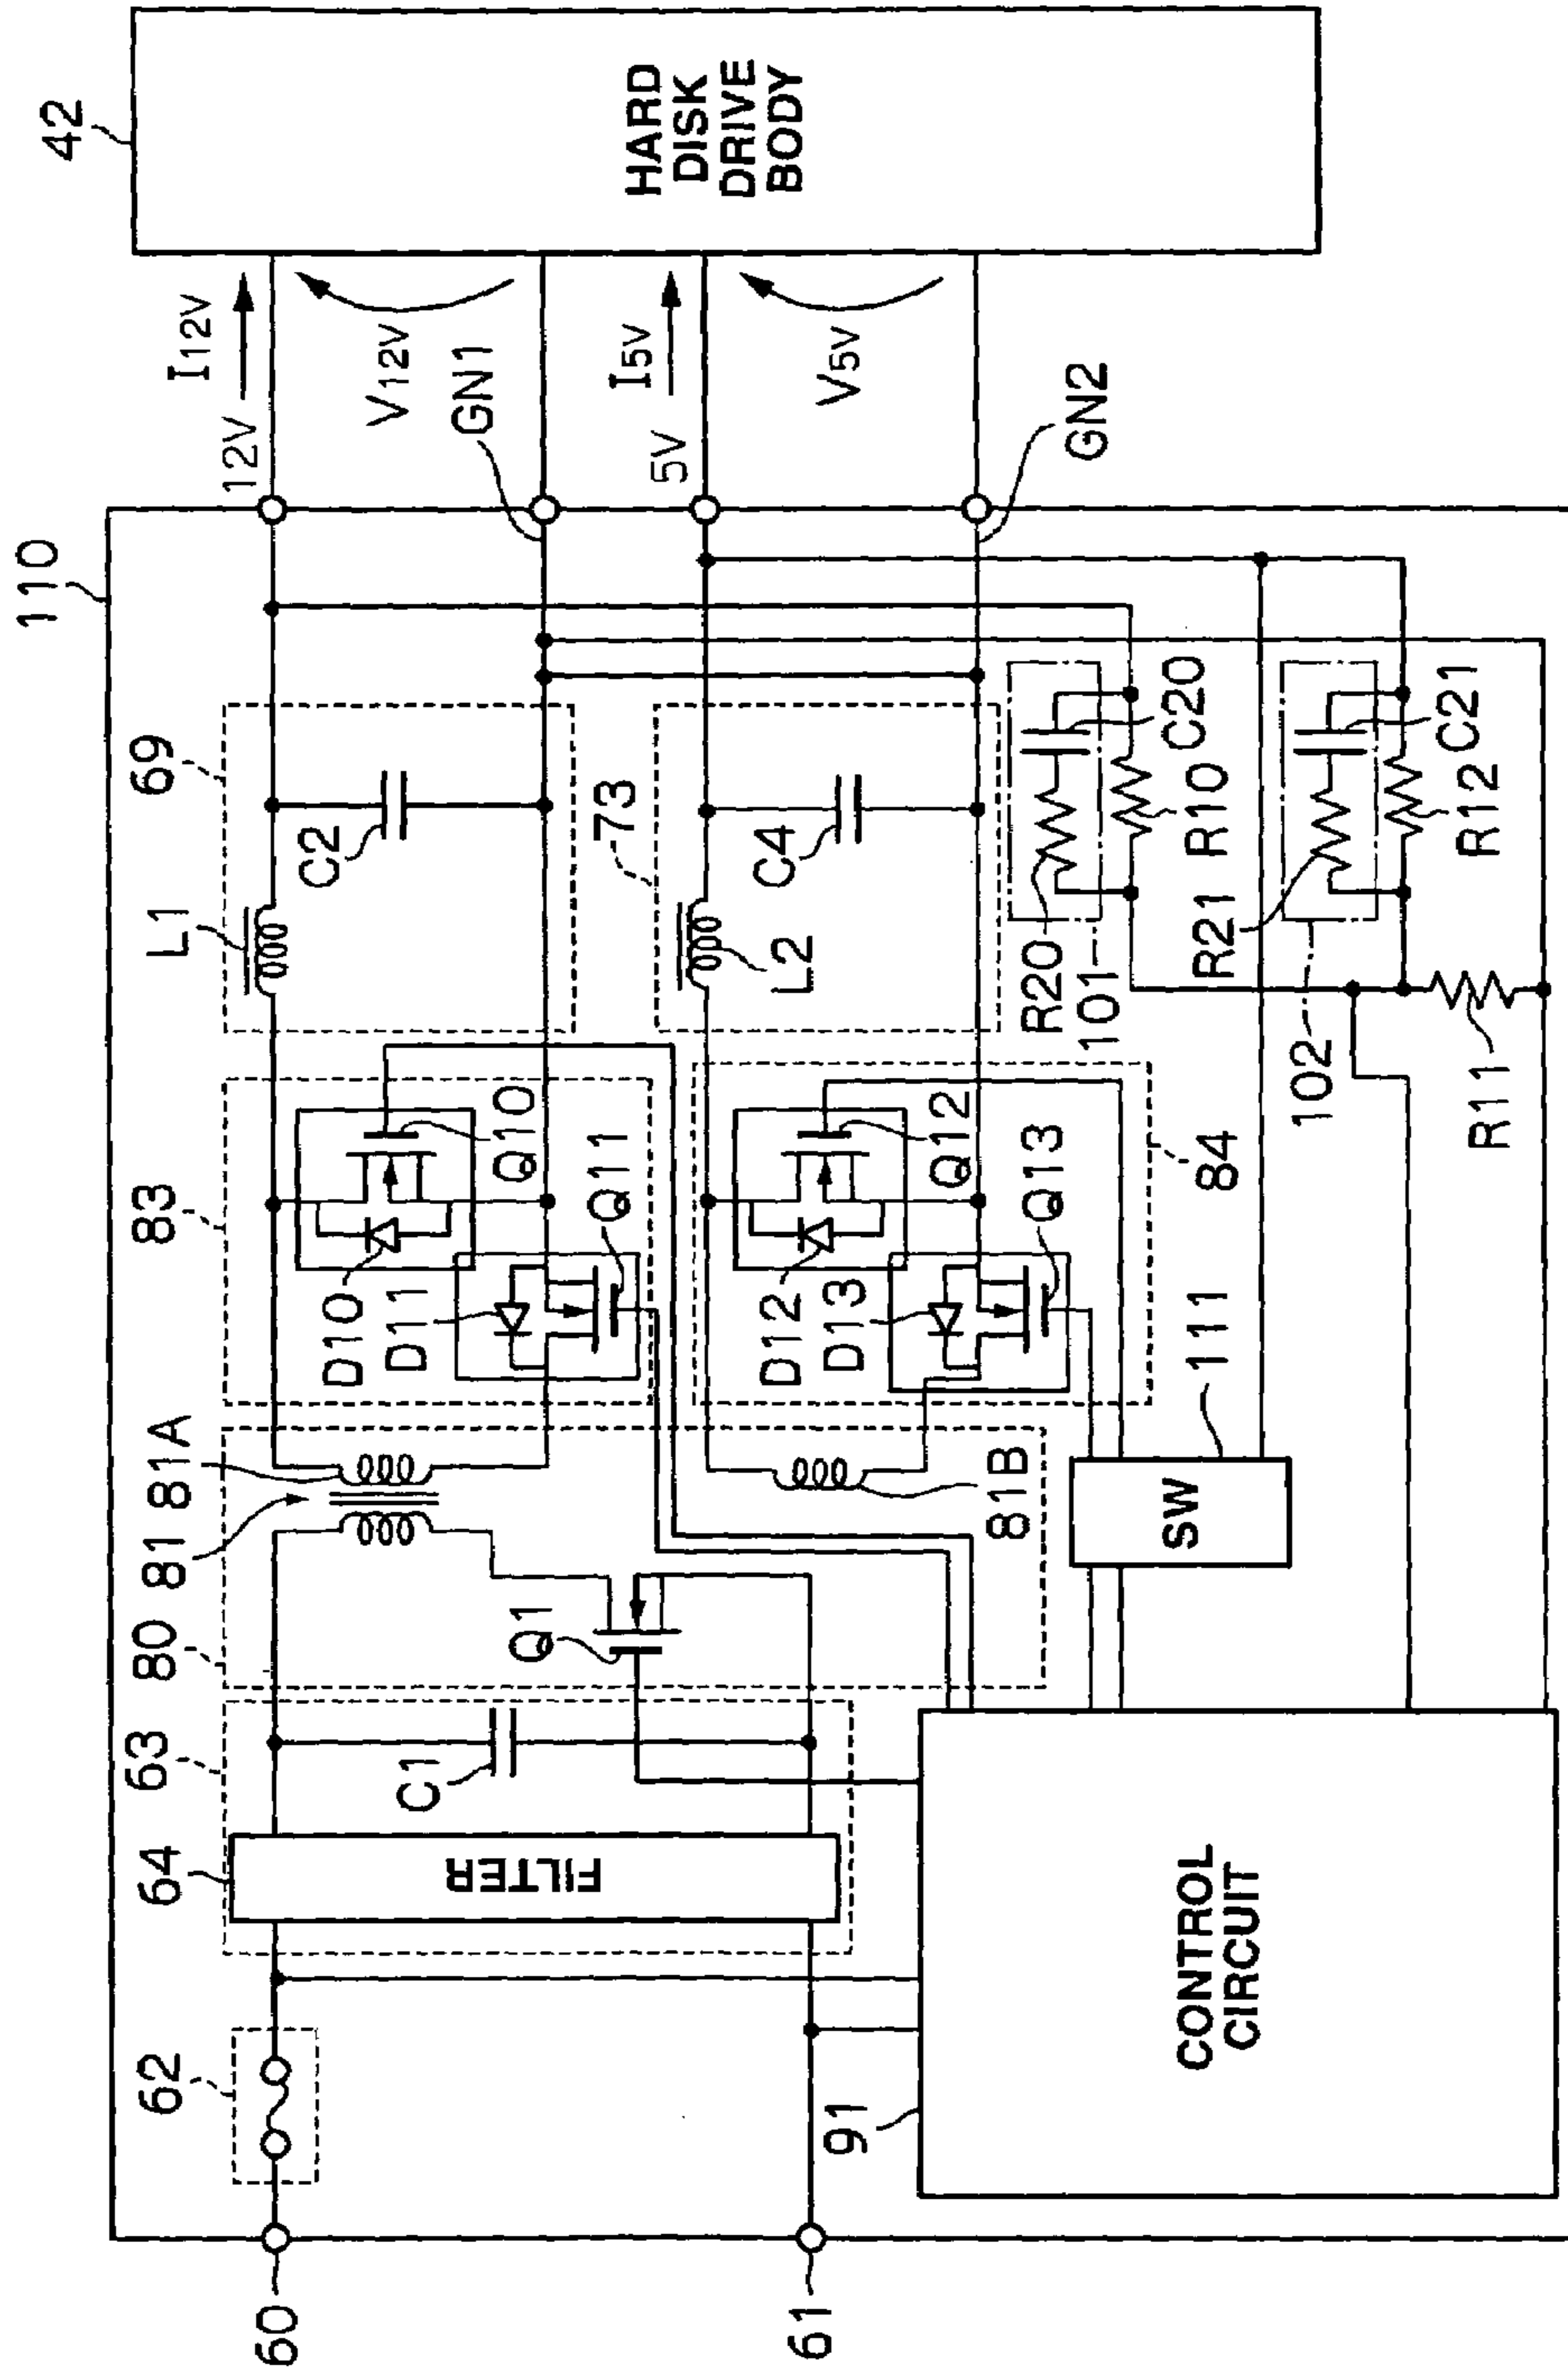 110
42
HARD
DISK
DRIVE
BODY
I12V
12V
V12V
GN1
I5V
5V
V5V
GN2
60
62
64
63
80
81
81A
83
L1
69
FILTER
C1
Q1
D10
D11
Q10
Q11
C2
73
61
81B
D12
D13
Q12
Q13
L2
C4
84
91
CONTROL
CIRCUIT
SW
111
R20
101
C20
R10
R21
102
C21
R12
R11